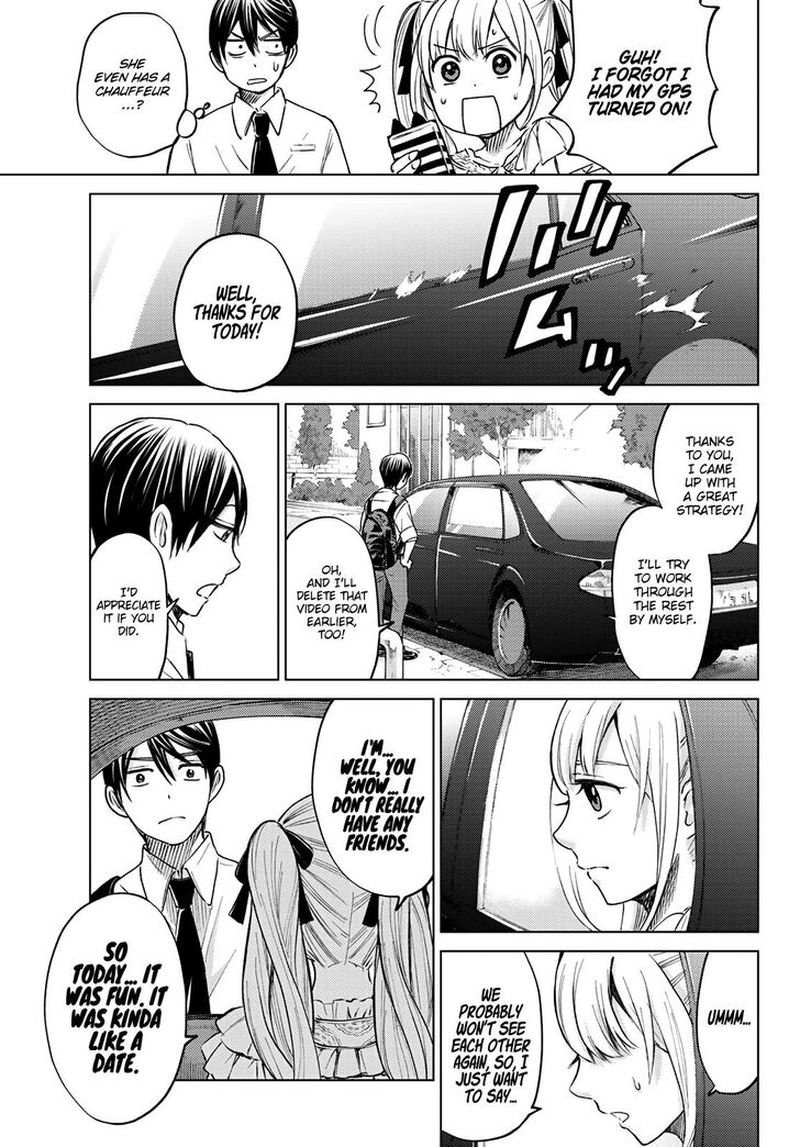 GUH!
I FORGOT I
HAD MY GPS
TURNED ON!
SHE
EVEN HAS A
CHAUFFEUR
...?
WELL,
THANKS FOR
TODAY!
バタム
THANKS
TO YOU, I
CAME UP
WITH A
GREAT
STRATEGY!
I'LL TRY
TO WORK
THROUGH
THE REST
BY MYSELF.
OH,
AND I'LL
DELETE THAT
VIDEO FROM
EARLIER,
TOO!
I'D
APPRECIATE
IT IF YOU
DID.
UMMM...
WE
PROBABLY
WON'T SEE
EACH OTHER
AGAIN, SO, I
JUST WANT
TO SAY...
I'M...
WELL, YOU
KNOW... I
DON'T REALLY
HAVE ANY
FRIENDS.
SO
TODAY... IT
WAS FUN. IT
WAS KINDA
LIKE A
DATE.